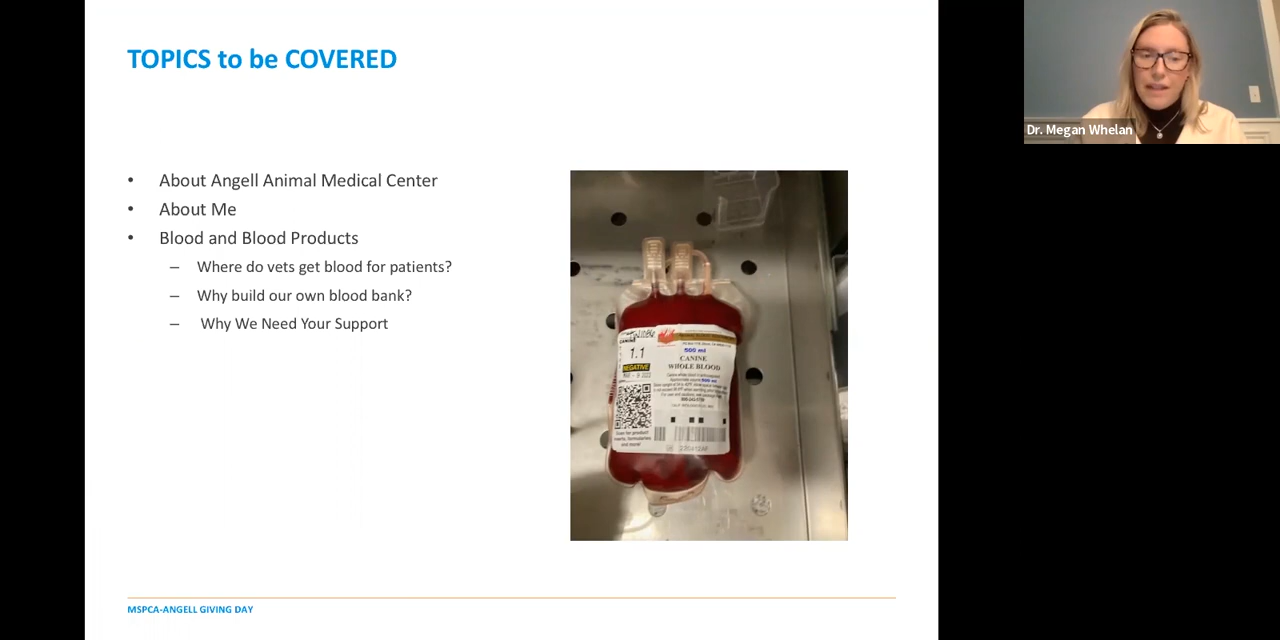 TOPICS to be COVERED
Dr. Megan Whelan
• About Angell Animal Medical Center
• About Me
• Blood and Blood Products
– Where do vets get blood for patients?
– Why build our own blood bank?
– Why We Need Your Support
CANINE
1.1
NEGATIVE
500 ml
CANINE
WHOLE BLOOD
MSPCA-ANGELL GIVING DAY